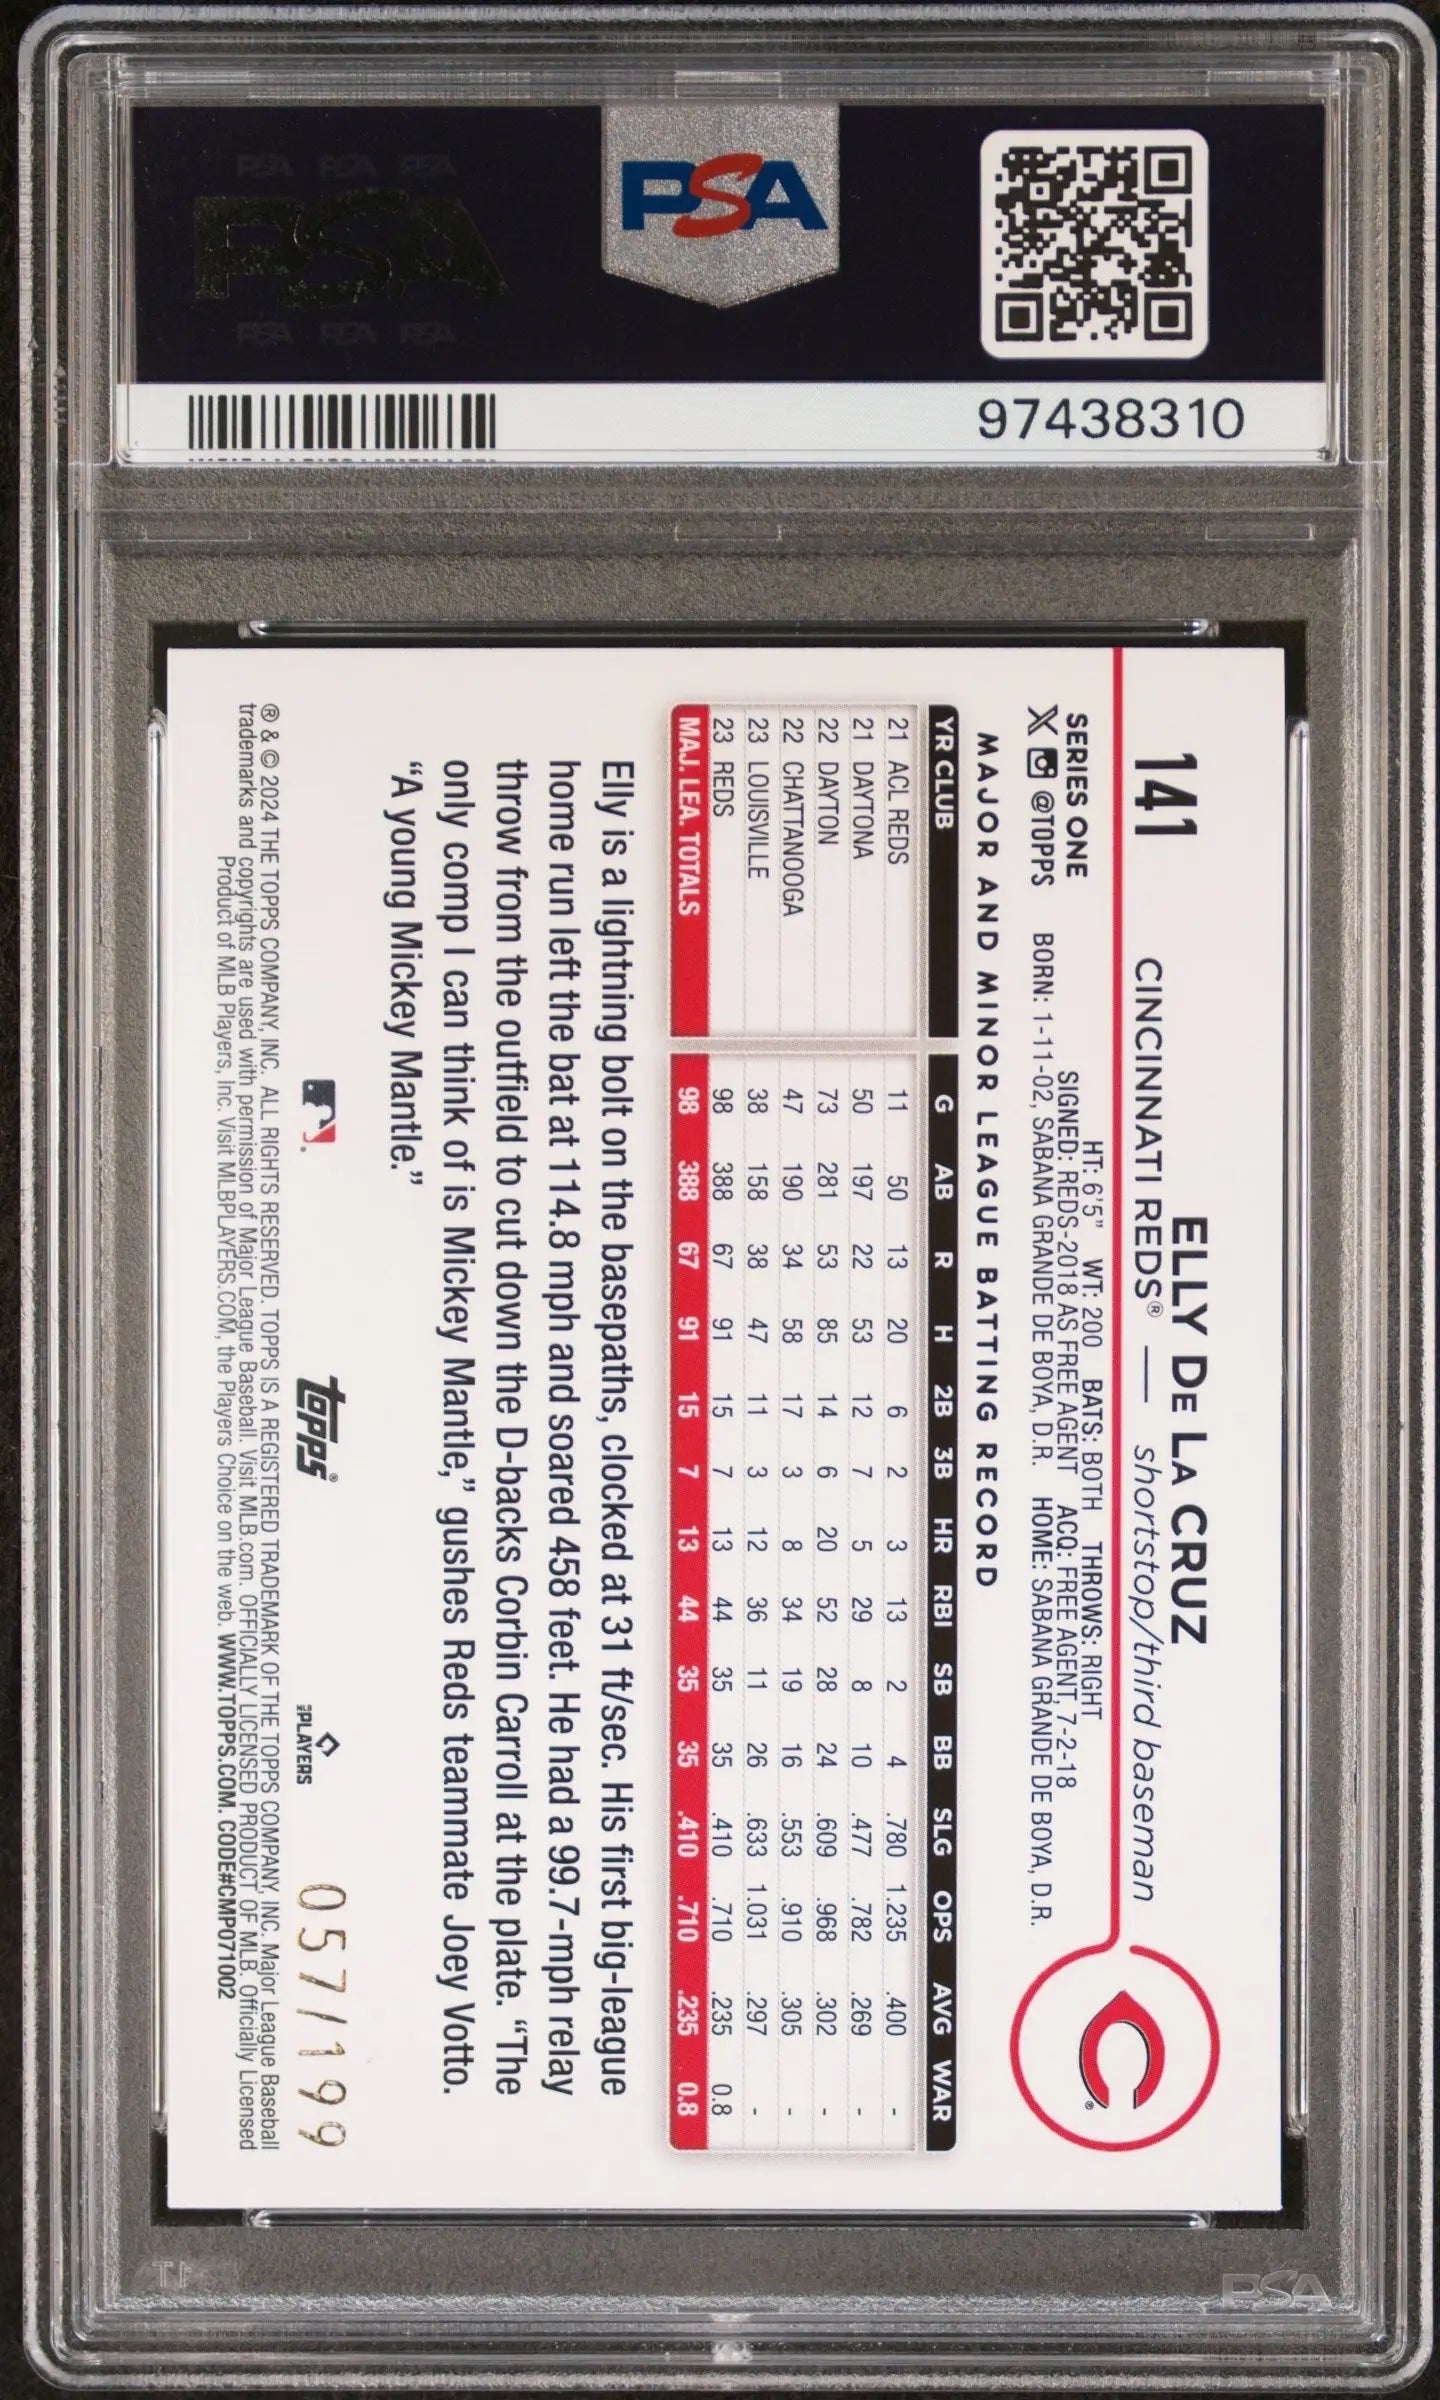 PSA PSA PSA
PSA
PSA PSA PSA
PSA
97438310
141
ELLY DE LA CRUZ
CINCINNATI REDS® — shortstop/third baseman
SERIES ONE
@TOPPS
HT: 6'5" WT: 200 BATS: BOTH THROWS: RIGHT
SIGNED: REDS-2018 AS FREE AGENT ACQ: FREE AGENT, 7-2-18
BORN: 1-11-02, SABANA GRANDE DE BOYA, D.R. HOME: SABANA GRANDE DE BOYA, D.R.
C®
MAJOR AND MINOR LEAGUE BATTING RECORD
YR CLUB G AB R H 2B 3B HR RBI SB BB SLG OPS AVG WAR
21 ACL REDS 11 50 13 20 6 2 3 13 2 4 .780 1.235 .400 -
21 DAYTONA 50 197 22 53 12 7 5 29 8 10 .477 .782 .269 -
22 DAYTON 73 281 53 85 14 6 20 52 28 24 .609 .968 .302 -
22 CHATTANOOGA 47 190 34 58 17 3 8 34 19 16 .553 .910 .305 -
23 LOUISVILLE 38 158 38 47 11 3 12 36 11 26 .633 1.031 .297 -
23 REDS 98 388 67 91 15 7 13 44 35 35 .410 .710 .235 0.8
MAJ. LEA. TOTALS 98 388 67 91 15 7 13 44 35 35 .410 .710 .235 0.8
Elly is a lightning bolt on the basepaths, clocked at 31 ft/sec. His first big-league
home run left the bat at 114.8 mph and soared 458 feet. He had a 99.7-mph relay
throw from the outfield to cut down the D-backs Corbin Carroll at the plate. “The
only comp I can think of is Mickey Mantle,” gushes Reds teammate Joey Votto.
“A young Mickey Mantle.”
topps®
PLAYERS
057/199
® & © 2024 THE TOPPS COMPANY, INC. ALL RIGHTS RESERVED. TOPPS IS A REGISTERED TRADEMARK OF THE TOPPS COMPANY, INC. Major League Baseball
trademarks and copyrights are used with permission of Major League Baseball. Visit MLB.com. OFFICIALLY LICENSED PRODUCT OF MLB. Officially Licensed
Product of MLB Players, Inc. Visit MLBPLAYERS.COM, the Players Choice on the web. WWW.TOPPS.COM. CODE#CMP071002
PSA